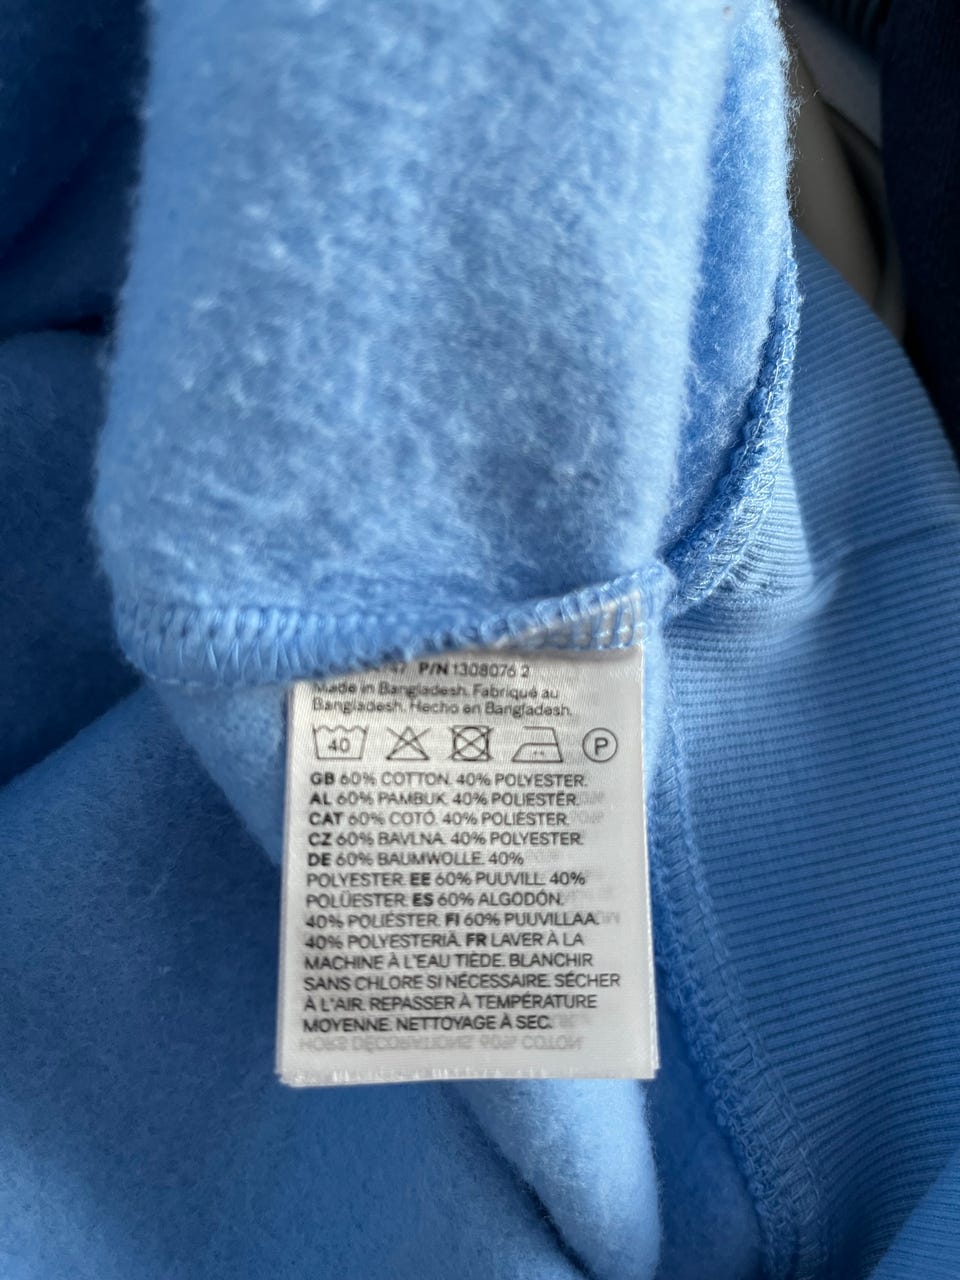 P/N 1308076 2
Made in Bangladesh. Fabriqué au
Bangladesh. Hecho en Bangladesh.
40 P
GB 60% COTTON. 40% POLYESTER.
AL 60% PAMBUK. 40% POLIESTËR.
CAT 60% COTÓ. 40% POLIÈSTER.
CZ 60% BAVLNA. 40% POLYESTER.
DE 60% BAUMWOLLE. 40%
POLYESTER. EE 60% PUUVILL. 40%
POLÜESTER. ES 60% ALGODÓN.
40% POLIÉSTER. FI 60% PUUVILLAA.
40% POLYESTERIÄ. FR LAVER À LA
MACHINE À L'EAU TIÈDE. BLANCHIR
SANS CHLORE SI NÉCESSAIRE. SÉCHER
À L'AIR. REPASSER À TEMPÉRATURE
MOYENNE. NETTOYAGE À SEC.